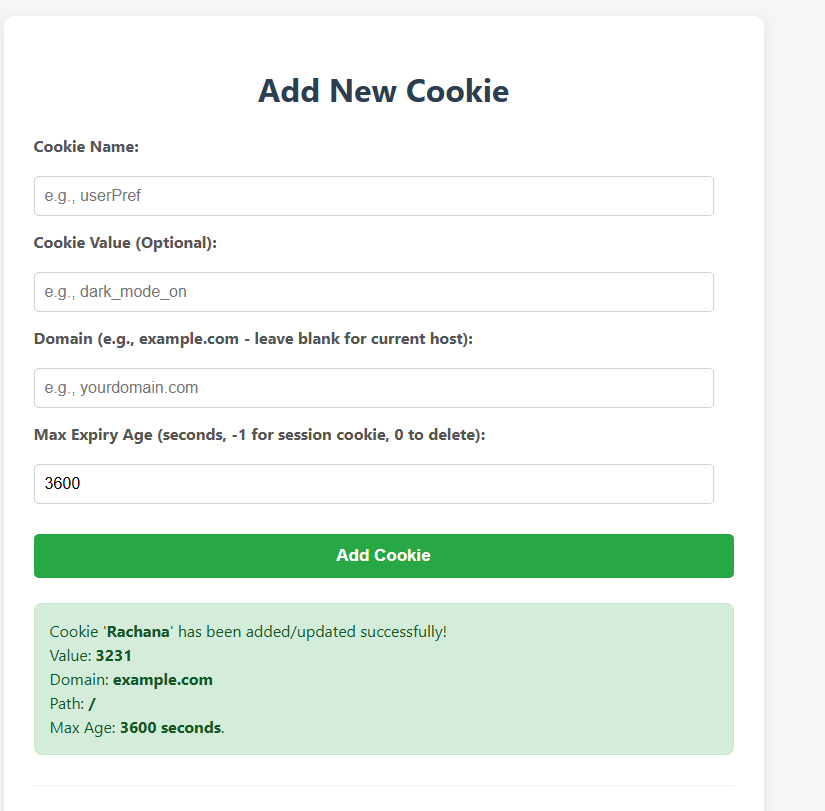 Add New Cookie
Cookie Name:
e.g., userPref
Cookie Value (Optional):
e.g., dark_mode_on
Domain (e.g., example.com - leave blank for current host):
e.g., yourdomain.com
Max Expiry Age (seconds, -1 for session cookie, 0 to delete):
3600
Add Cookie
Cookie 'Rachana' has been added/updated successfully!
Value: 3231
Domain: example.com
Path: /
Max Age: 3600 seconds.